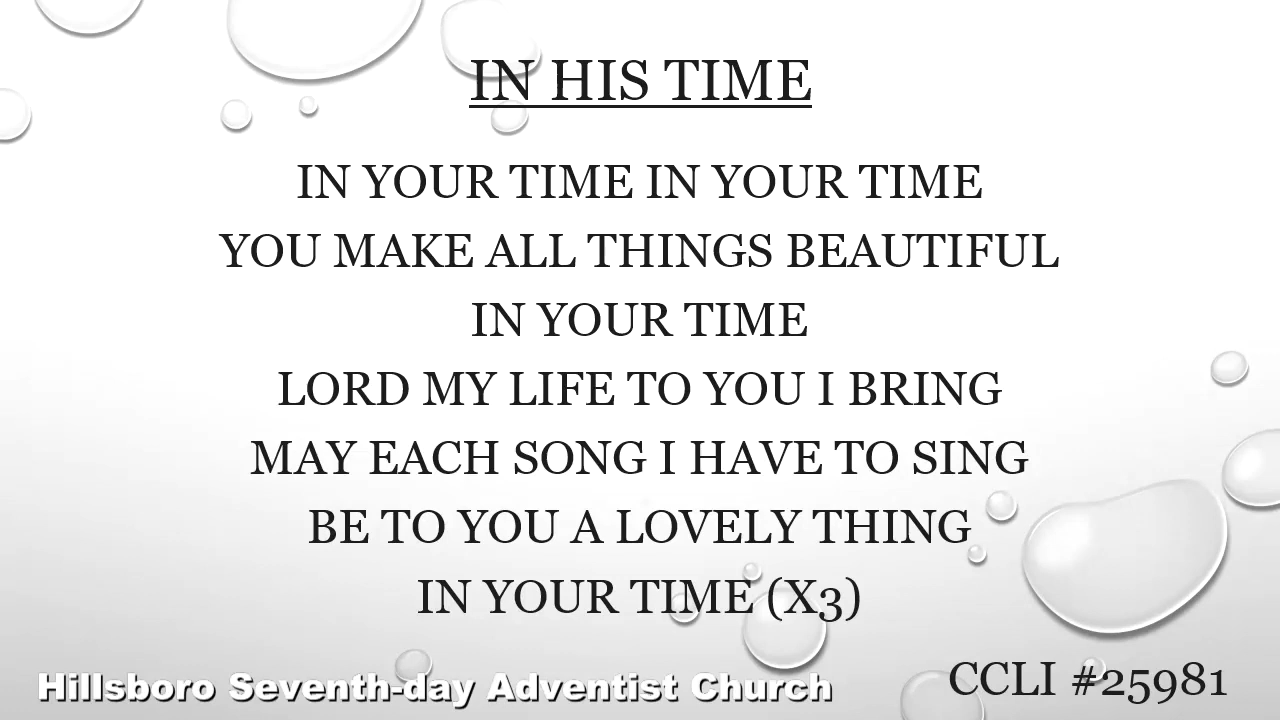 IN HIS TIME
IN YOUR TIME IN YOUR TIME
YOU MAKE ALL THINGS BEAUTIFUL
IN YOUR TIME
LORD MY LIFE TO YOU I BRING
MAY EACH SONG I HAVE TO SING
BE TO YOU A LOVELY THING
IN YOUR TIME (X3)
Hillsboro Seventh-day Adventist Church
CCLI #25981